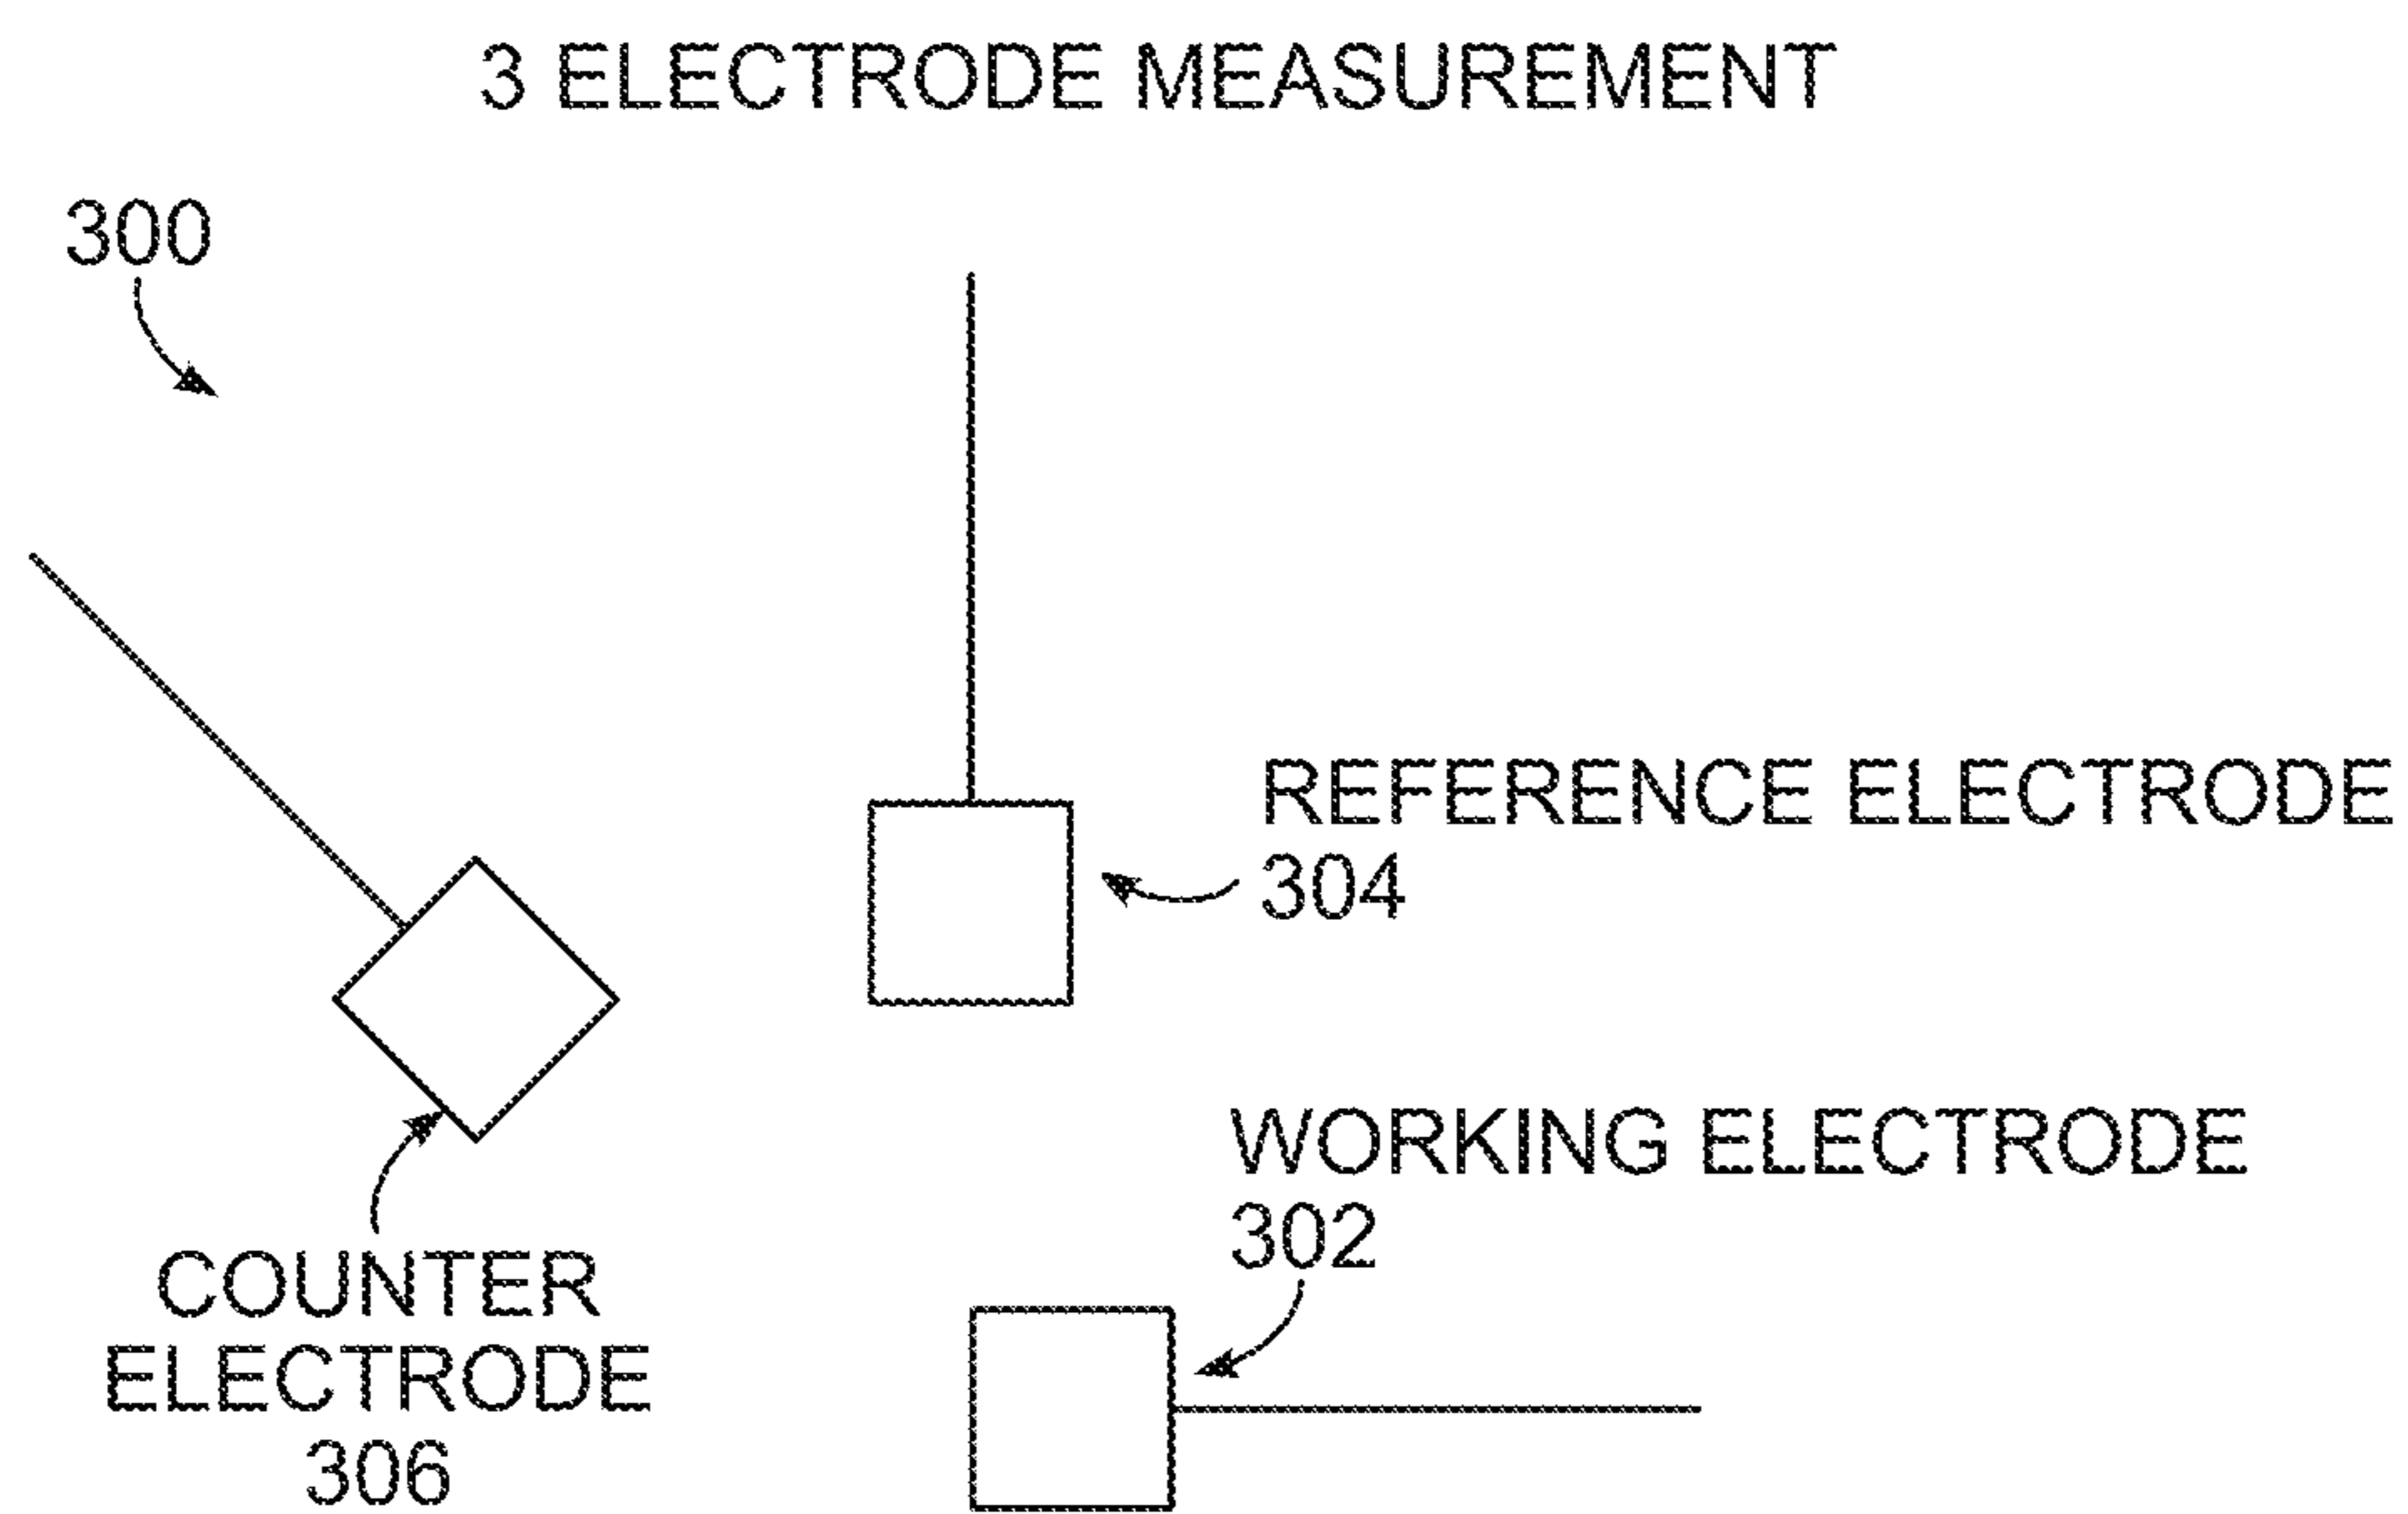 3 ELECTRODE MEASUREMENT
300
REFERENCE ELECTRODE
304
WORKING ELECTRODE
302
COUNTER
ELECTRODE
306